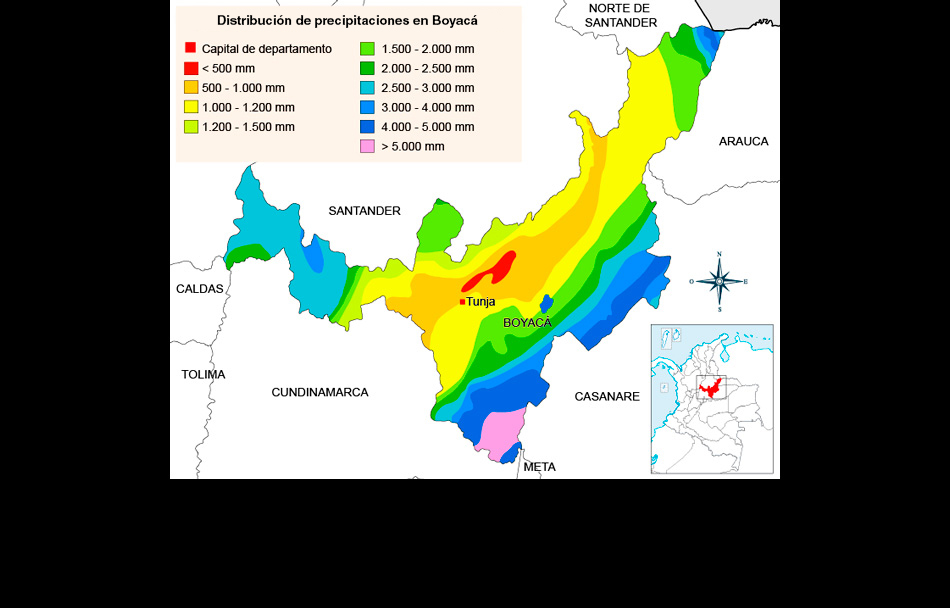 Distribución de precipitaciones en Boyacá
Capital de departamento
< 500 mm
500 - 1.000 mm
1.000 - 1.200 mm
1.200 - 1.500 mm
1.500 - 2.000 mm
2.000 - 2.500 mm
2.500 - 3.000 mm
3.000 - 4.000 mm
4.000 - 5.000 mm
> 5.000 mm
NORTE DE
SANTANDER
ARAUCA
SANTANDER
CALDAS
N
O
E
S
Tunja
BOYACÁ
TOLIMA
CUNDINAMARCA
CASANARE
META